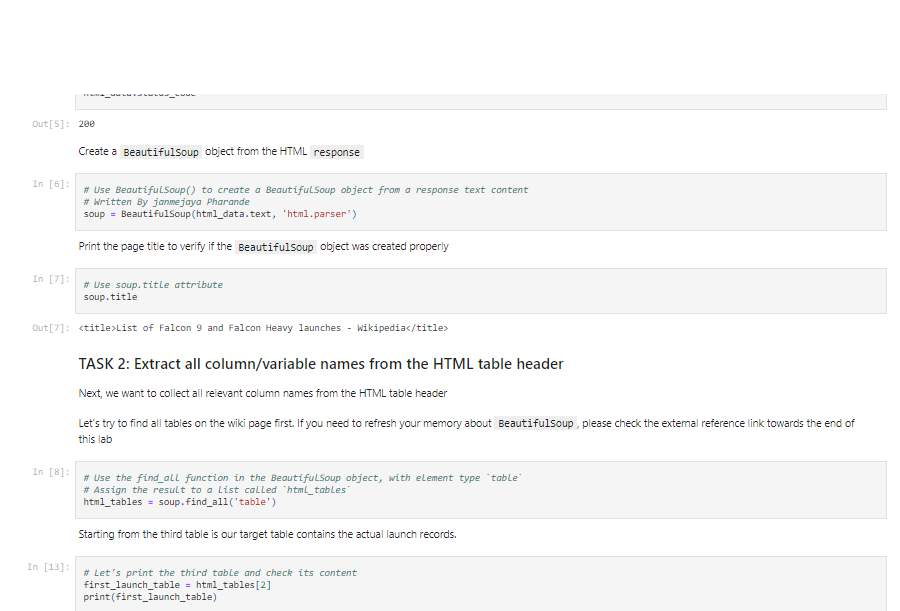 Out[5]: 200
Create a BeautifulSoup object from the HTML response
In [6]: # Use BeautifulSoup() to create a BeautifulSoup object from a response text content
# Written By janmejaya Pharande
soup = BeautifulSoup(html_data.text, 'html.parser')
Print the page title to verify if the BeautifulSoup object was created properly
In [7]: # Use soup.title attribute
soup.title
Out[7]: <title>List of Falcon 9 and Falcon Heavy launches - Wikipedia</title>
TASK 2: Extract all column/variable names from the HTML table header
Next, we want to collect all relevant column names from the HTML table header
Let's try to find all tables on the wiki page first. If you need to refresh your memory about BeautifulSoup, please check the external reference link towards the end of
this lab
In [8]: # Use the find_all function in the BeautifulSoup object, with element type `table`
# Assign the result to a list called `html_tables`
html_tables = soup.find_all('table')
Starting from the third table is our target table contains the actual launch records.
In [13]: # Let's print the third table and check its content
first_launch_table = html_tables[2]
print(first_launch_table)